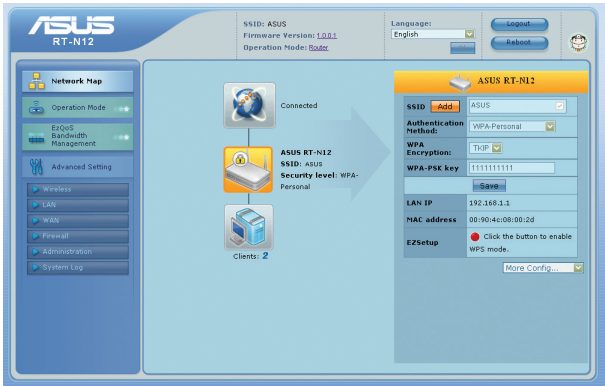 ASUS
RT-N12
SSID: ASUS
Firmware Version: 1.0.0.1
Operation Mode: Router
Language:
English
Logout
Reboot
Network Map
Operation Mode
EzQoS
Bandwidth
Management
Advanced Setting
Wireless
LAN
WAN
Firewall
Administration
System Log
Connected
ASUS RT-N12
SSID: ASUS
Security level: WPA-
Personal
Clients: 2
ASUS RT-N12
SSID Add ASUS
Authentication
Method: WPA-Personal
WPA
Encryption: TKIP
WPA-PSK key 1111111111
Save
LAN IP 192.168.1.1
MAC address 00:90:4c:08:00:2d
EZSetup Click the button to enable
WPS mode.
More Config...